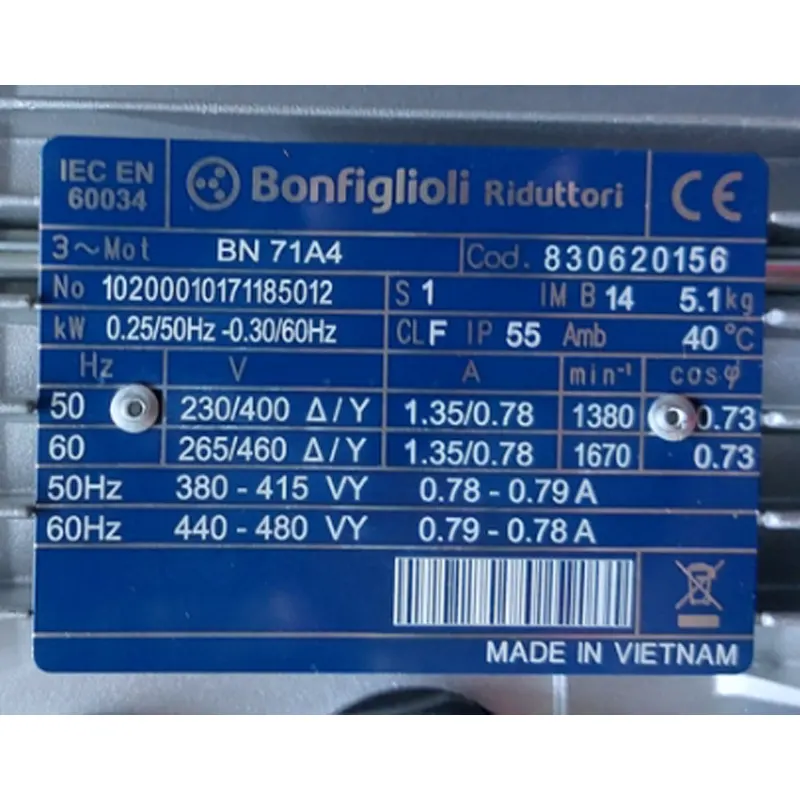 IEC EN
60034
Bonfiglioli Riduttori
CE
3~Mot BN 71A4 Cod. 830620156
No 10200010171185012 S 1 IM B 14 5.1kg
kW 0.25/50Hz -0.30/60Hz CL F IP 55 Amb 40°C
Hz V A min⁻¹ cosφ
50 230/400 Δ/Y 1.35/0.78 1380 0.73
60 265/460 Δ/Y 1.35/0.78 1670 0.73
50Hz 380 - 415 VY 0.78 - 0.79 A
60Hz 440 - 480 VY 0.79 - 0.78 A
MADE IN VIETNAM